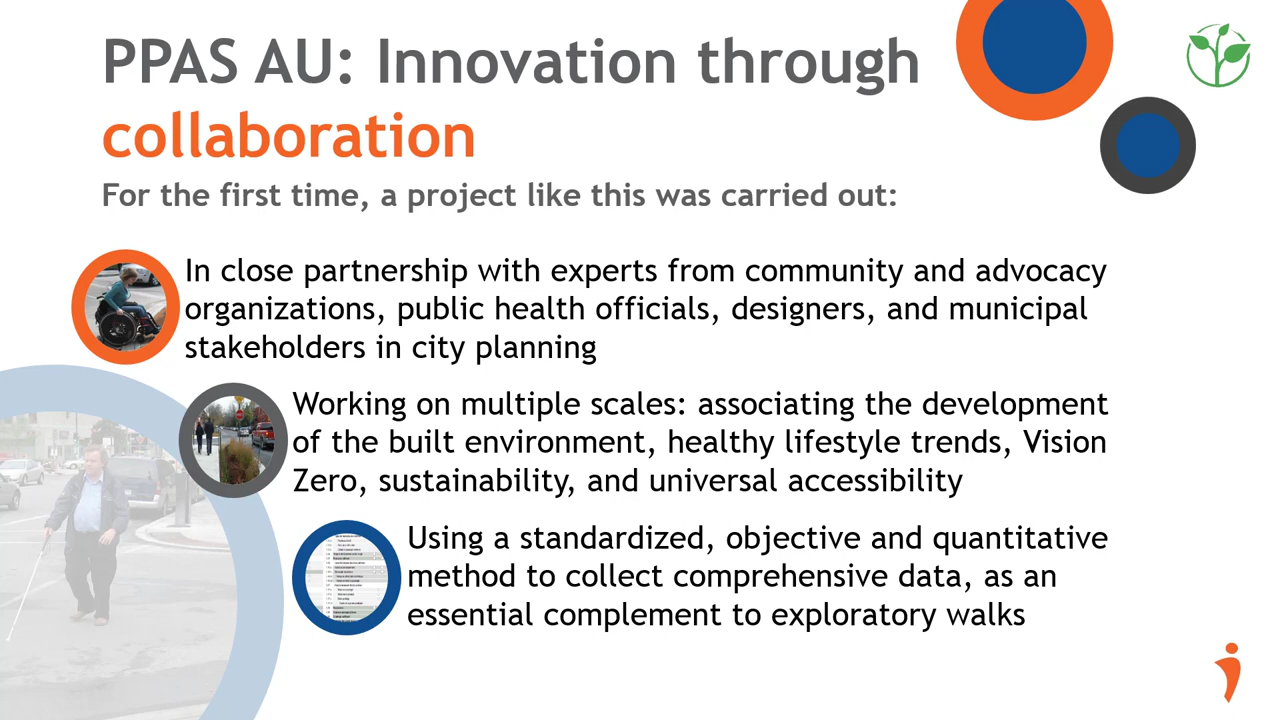 PPAS AU: Innovation through
collaboration
For the first time, a project like this was carried out:
In close partnership with experts from community and advocacy
organizations, public health officials, designers, and municipal
stakeholders in city planning
Working on multiple scales: associating the development
of the built environment, healthy lifestyle trends, Vision
Zero, sustainability, and universal accessibility
Using a standardized, objective and quantitative
method to collect comprehensive data, as an
essential complement to exploratory walks